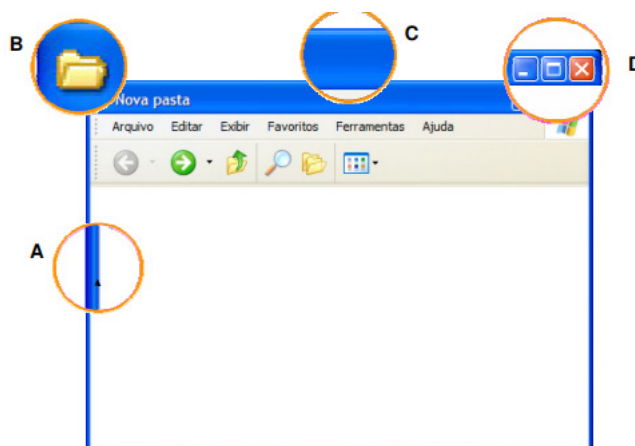 B
C
D
Nova pasta
Arquivo Editar Exibir Favoritos Ferramentas Ajuda
A